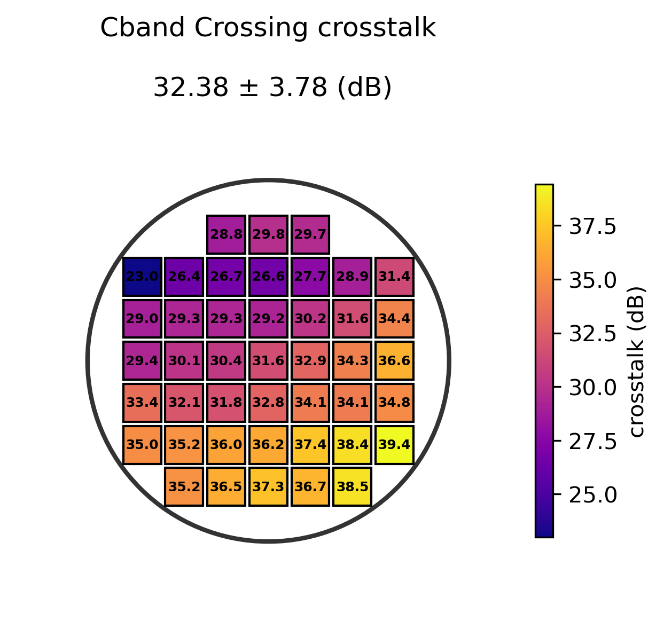 Cband Crossing crosstalk
32.38 ± 3.78 (dB)
28.8 29.8 29.7
23.0 26.4 26.7 26.6 27.7 28.9 31.4
29.0 29.3 29.3 29.2 30.2 31.6 34.4
29.4 30.1 30.4 31.6 32.9 34.3 36.6
33.4 32.1 31.8 32.8 34.1 34.1 34.8
35.0 35.2 36.0 36.2 37.4 38.4 39.4
35.2 36.5 37.3 36.7 38.5
37.5
35.0
32.5
30.0
27.5
25.0
crosstalk (dB)